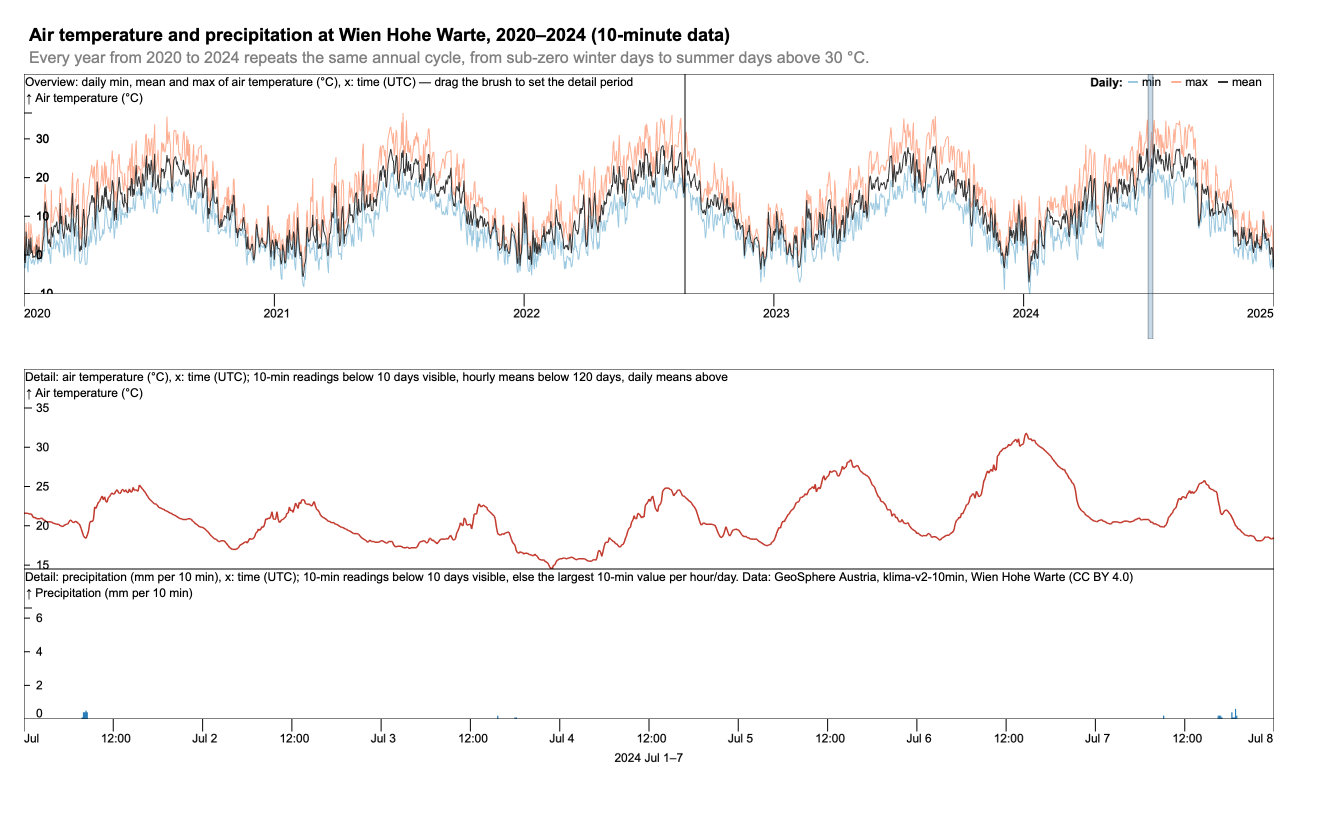 Air temperature and precipitation at Wien Hohe Warte, 2020–2024 (10-minute data)
Every year from 2020 to 2024 repeats the same annual cycle, from sub-zero winter days to summer days above 30 °C.
Overview: daily min, mean and max of air temperature (°C), x: time (UTC) — drag the brush to set the detail period
Daily: min max mean
↑ Air temperature (°C)
30
20
10
0
10
2020 2021 2022 2023 2024 2025
Detail: air temperature (°C), x: time (UTC); 10-min readings below 10 days visible, hourly means below 120 days, daily means above
↑ Air temperature (°C)
35
30
25
20
15
Detail: precipitation (mm per 10 min), x: time (UTC); 10-min readings below 10 days visible, else the largest 10-min value per hour/day. Data: GeoSphere Austria, klima-v2-10min, Wien Hohe Warte (CC BY 4.0)
↑ Precipitation (mm per 10 min)
6
4
2
0
Jul 12:00 Jul 2 12:00 Jul 3 12:00 Jul 4 12:00 Jul 5 12:00 Jul 6 12:00 Jul 7 12:00 Jul 8
2024 Jul 1–7